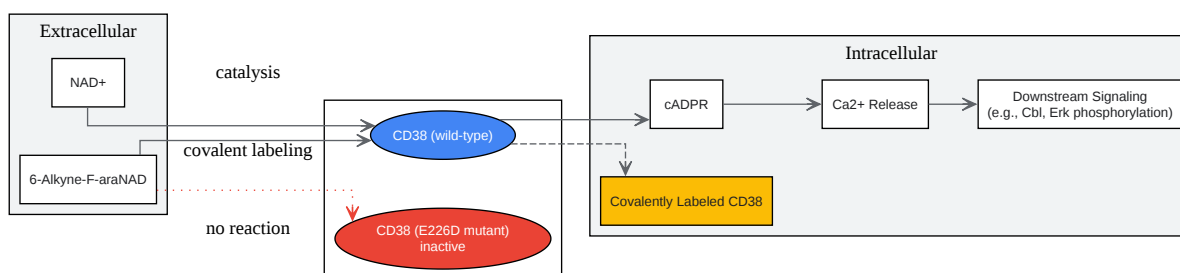 Extracellular
NAD+
6-Alkyne-F-araNAD
catalysis
covalent labeling
no reaction
CD38 (wild-type)
CD38 (E226D mutant)
inactive
Intracellular
cADPR
Ca2+ Release
Downstream Signaling
(e.g., Cbl, Erk phosphorylation)
Covalently Labeled CD38